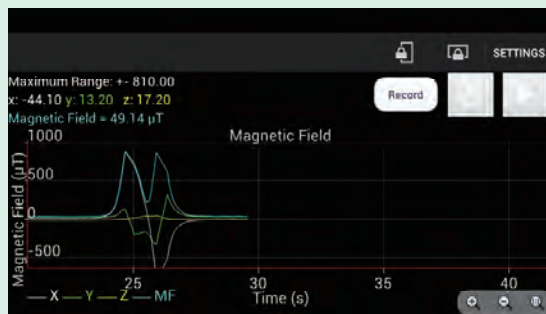 SETTINGS
Maximum Range: +- 810.00
x: -44.10 y: 13.20 z: 17.20
Record
Magnetic Field = 49.14 μT
1000
Magnetic Field
Magnetic Field (μT)
500
0
-500
25 30 35 40
X Y Z MF
Time (s)